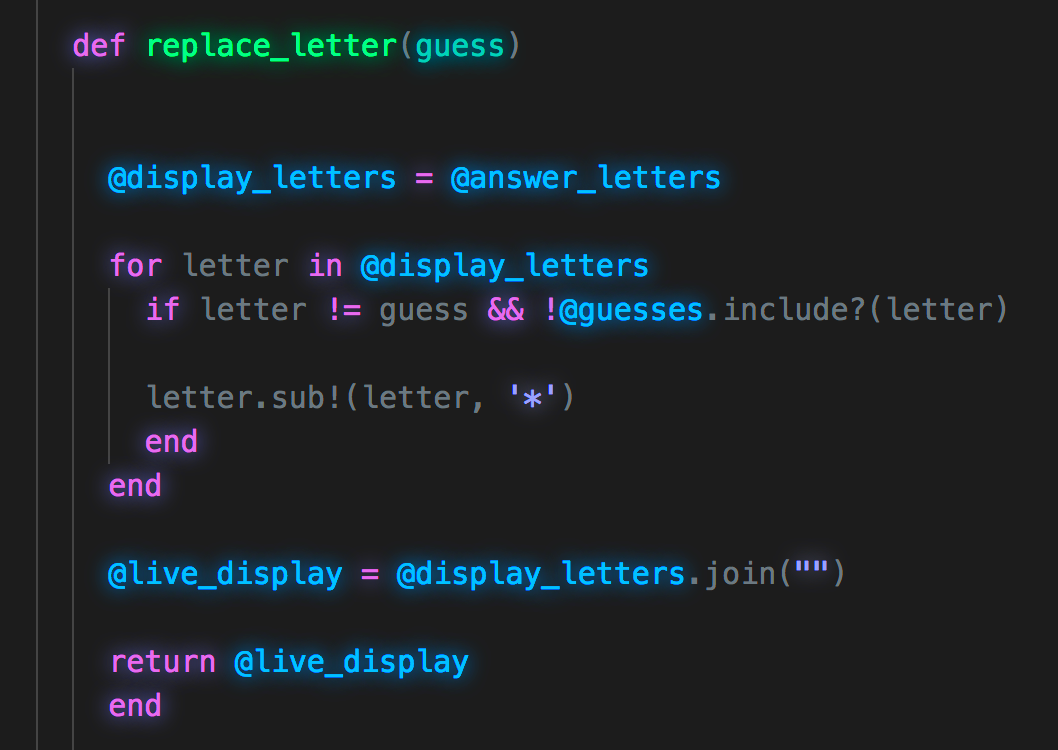 def replace_letter(guess)
@display_letters = @answer_letters
for letter in @display_letters
if letter != guess && !@guesses.include?(letter)
letter.sub!(letter, '*')
end
end
@live_display = @display_letters.join("")
return @live_display
end